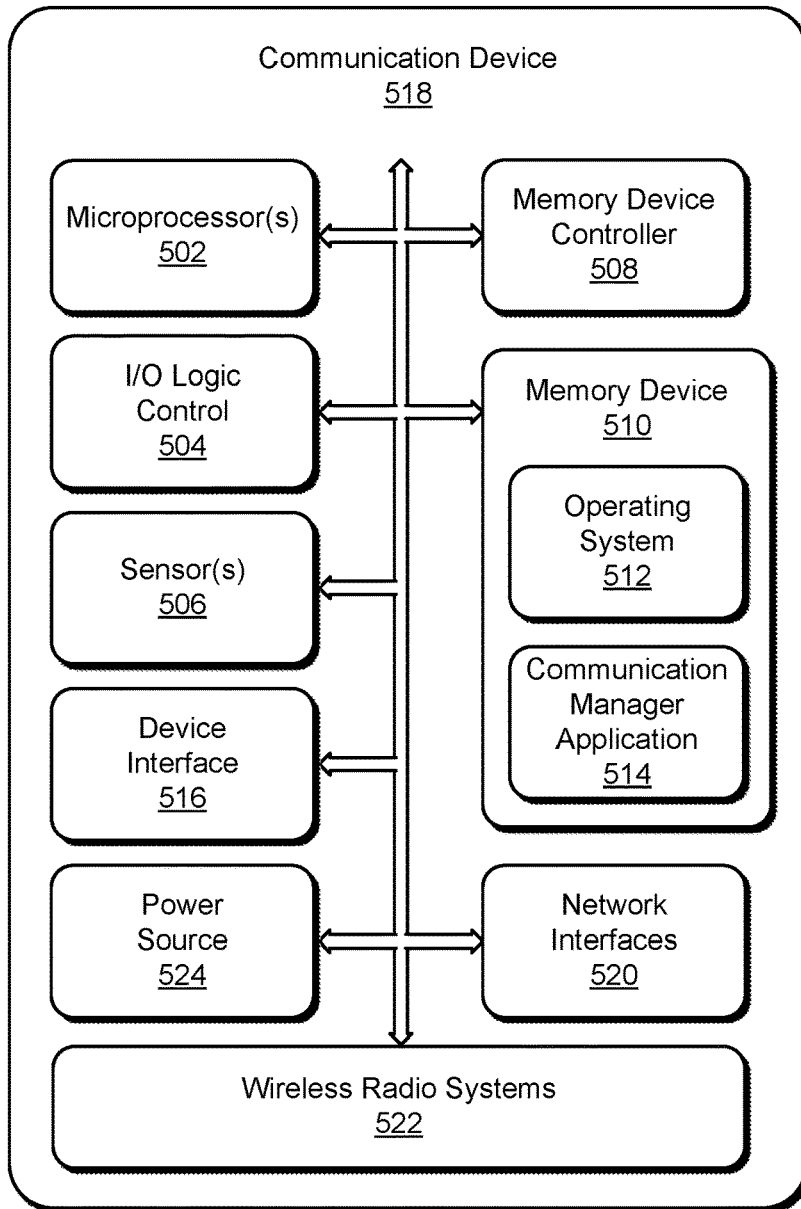 Communication Device
518
Microprocessor(s)
502
I/O Logic
Control
504
Sensor(s)
506
Device
Interface
516
Power
Source
524
Memory Device
Controller
508
Memory Device
510
Operating
System
512
Communication
Manager
Application
514
Network
Interfaces
520
Wireless Radio Systems
522